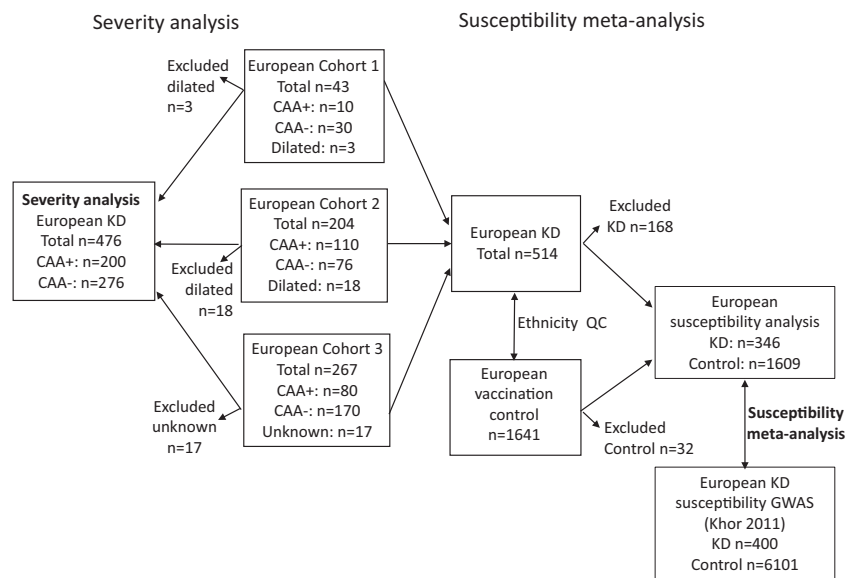 Severity analysis
Susceptibility meta-analysis
Excluded
dilated
n=3
European Cohort 1
Total n=43
CAA+: n=10
CAA-: n=30
Dilated: n=3
Severity analysis
European KD
Total n=476
CAA+: n=200
CAA-: n=276
European Cohort 2
Total n=204
CAA+: n=110
CAA-: n=76
Dilated: n=18
Excluded
dilated
n=18
European Cohort 3
Total n=267
CAA+: n=80
CAA-: n=170
Unknown: n=17
Excluded
unknown
n=17
European KD
Total n=514
Excluded
KD n=168
Ethnicity QC
European
vaccination
control
n=1641
Excluded
Control n=32
European
susceptibility analysis
KD: n=346
Control: n=1609
Susceptibility
meta-analysis
European KD
susceptibility GWAS
(Khor 2011)
KD n=400
Control n=6101